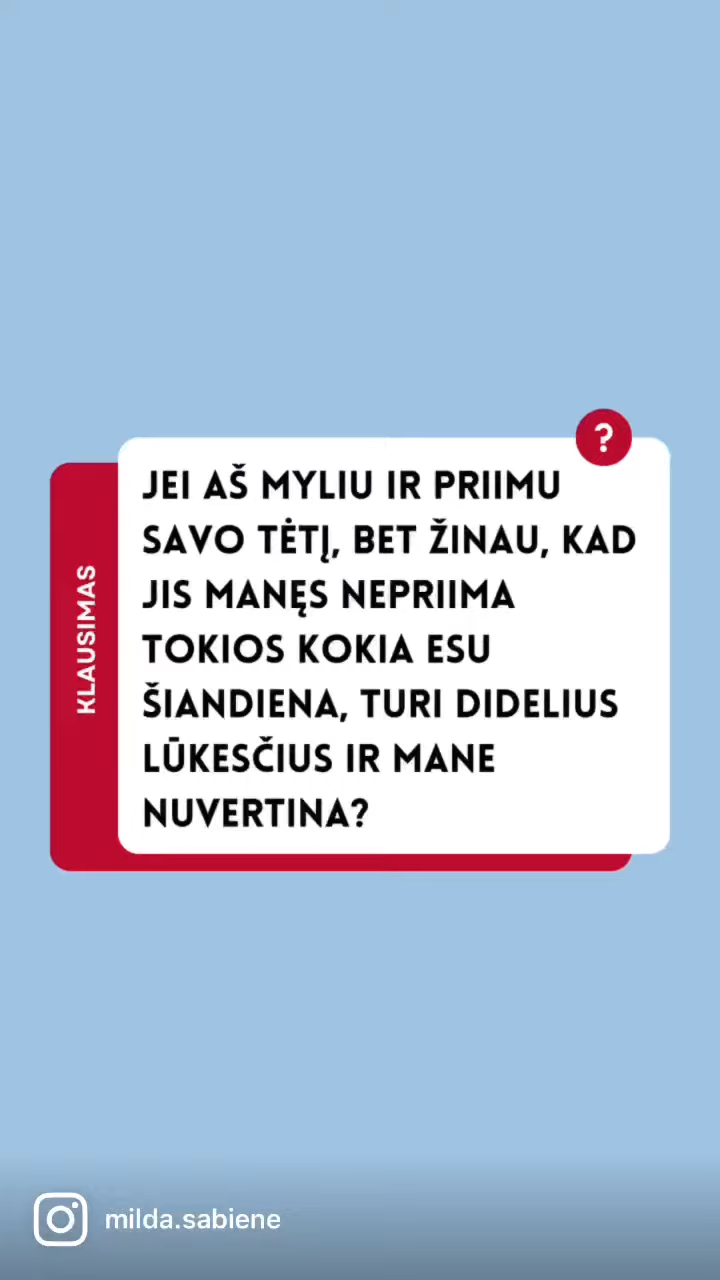 ?
JEI AŠ MYLIU IR PRIIMU
SAVO TĖTĮ, BET ŽINAU, KAD
JIS MANĘS NEPRIIMA
TOKIOS KOKIA ESU
ŠIANDIENA, TURI DIDELIUS
LŪKESČIUS IR MANE
NUVERTINA?
KLAUSIMAS
milda.sabiene